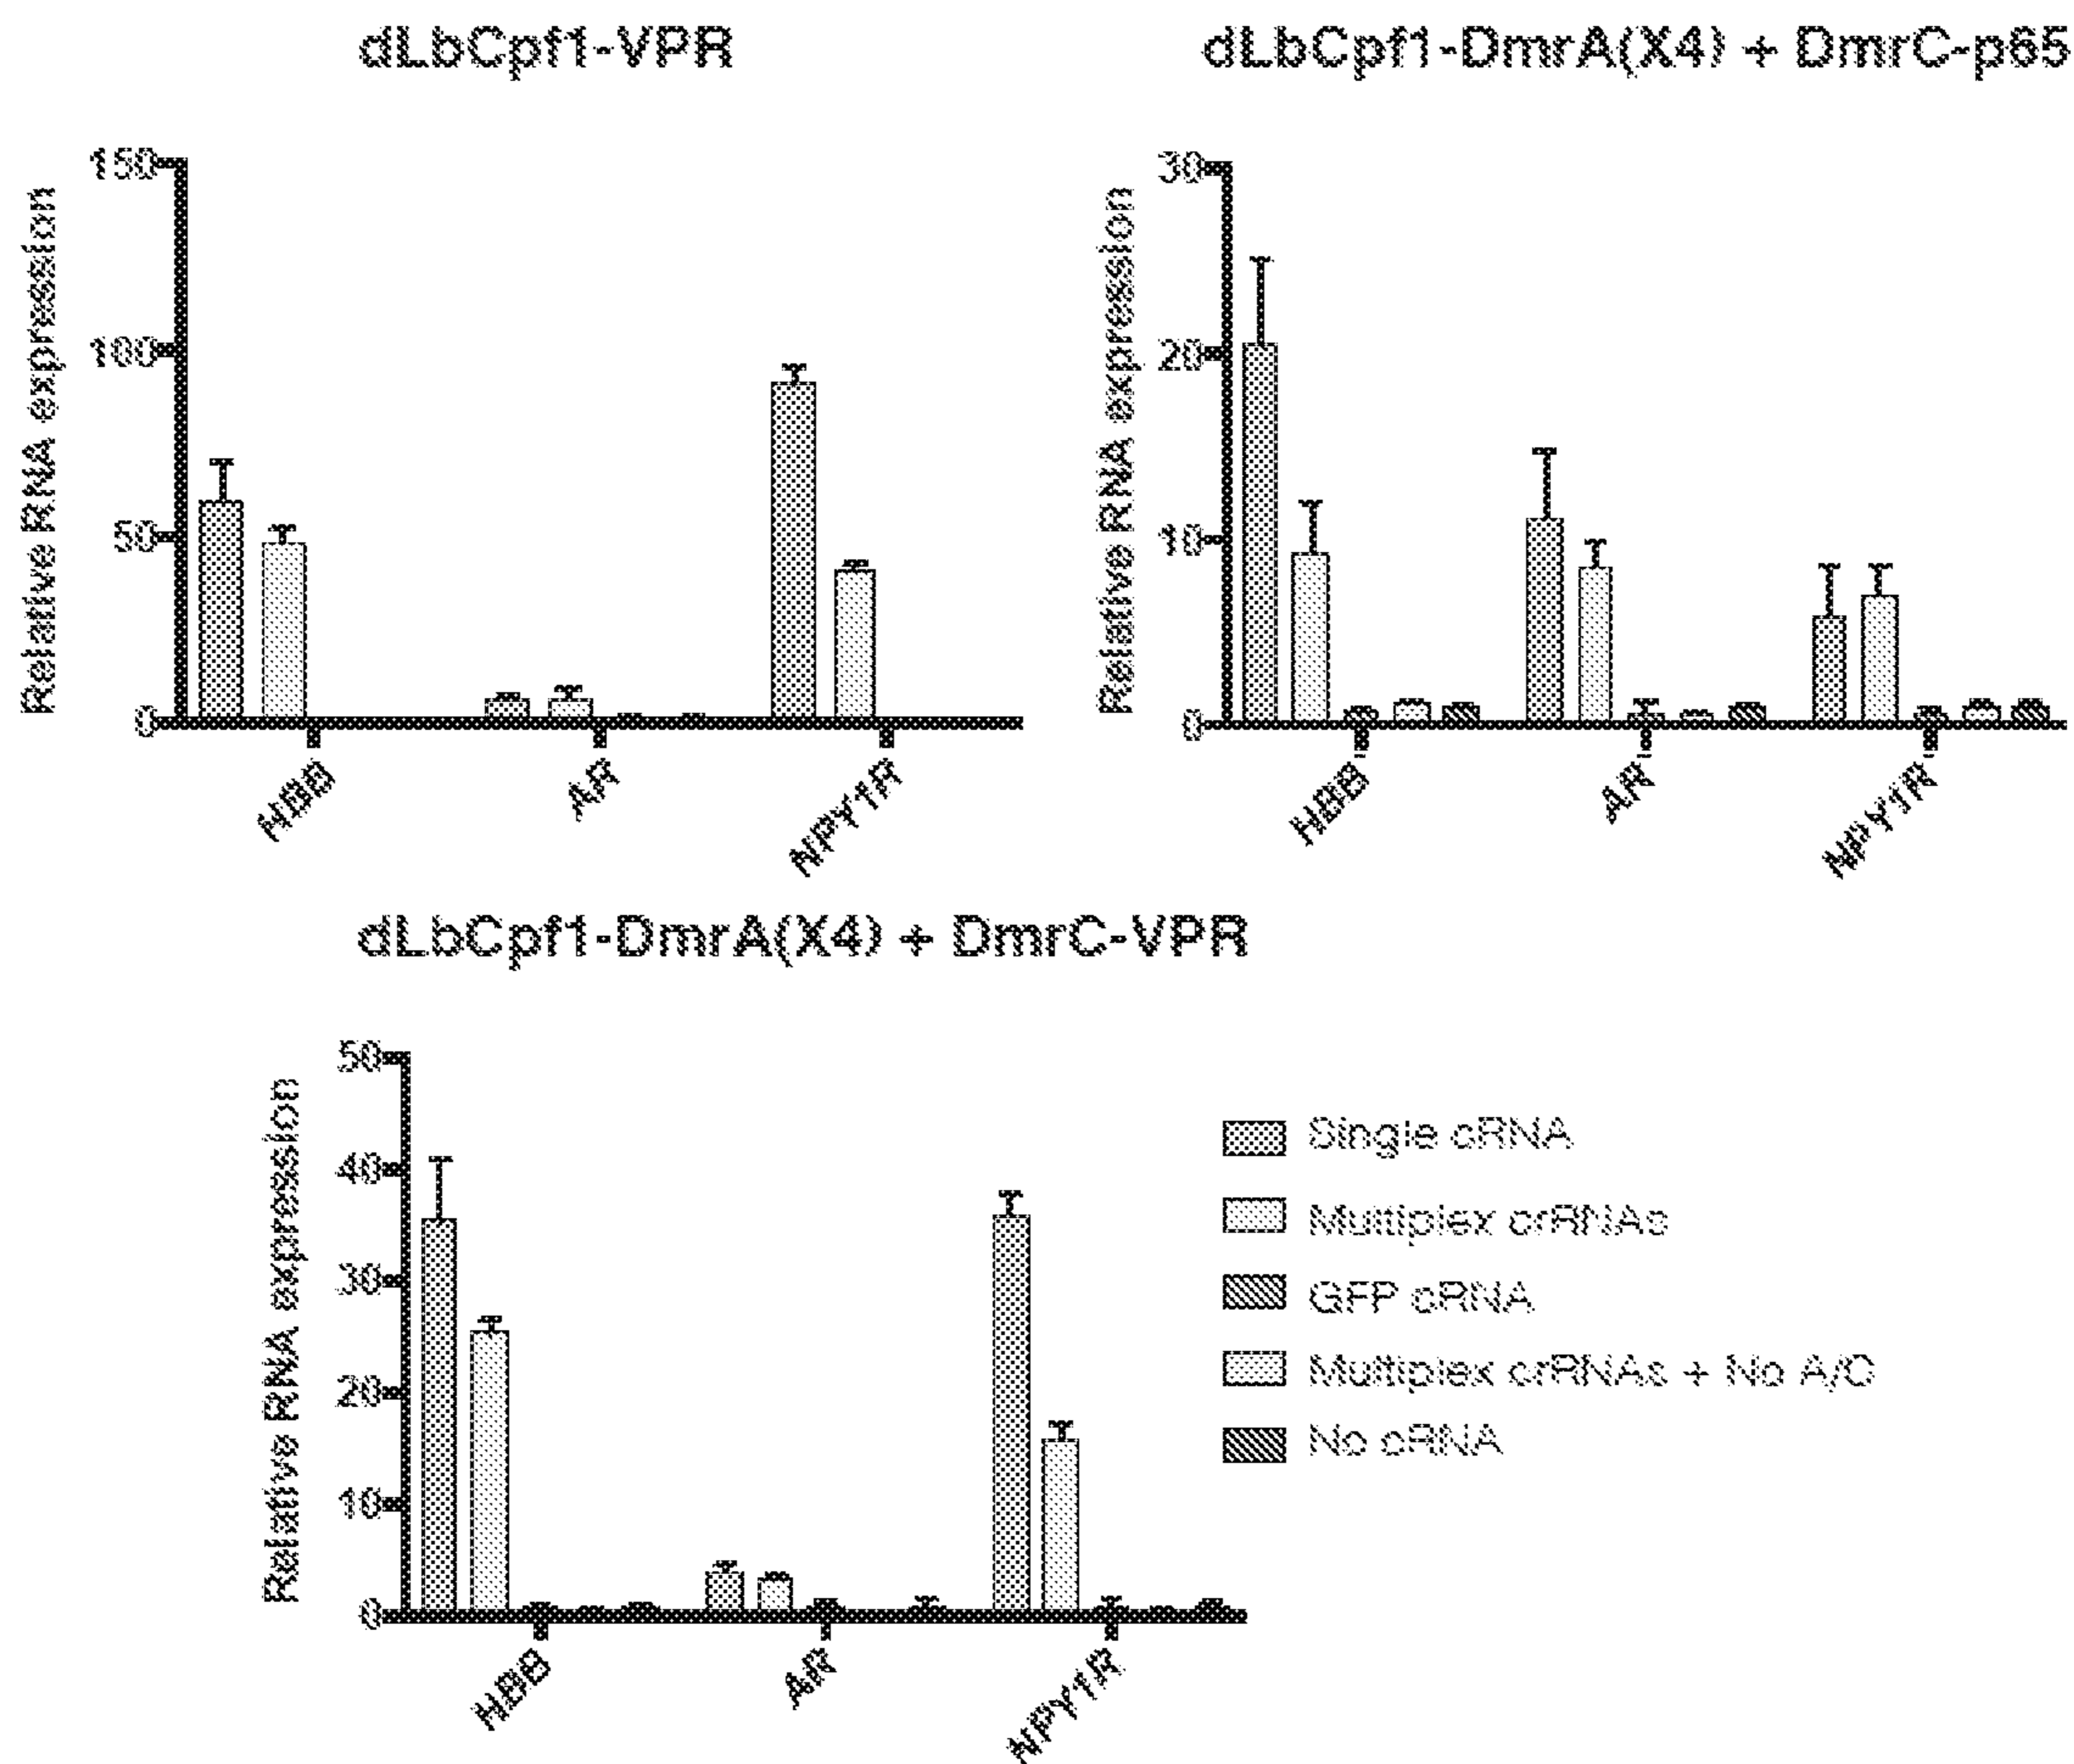 dLbCpf1-VPR
Relative RNA expression
150
100
50
0
HBB
AR
NPY1R
dLbCpf1-DmrA(X4) + DmrC-p65
Relative RNA expression
30
20
10
0
HBB
AR
NPY1R
dLbCpf1-DmrA(X4) + DmrC-VPR
Relative RNA expression
50
40
30
20
10
0
HBB
AR
NPY1R
Single crRNA
Multiplex crRNAs
GFP crRNA
Multiplex crRNAs + No A/C
No crRNA